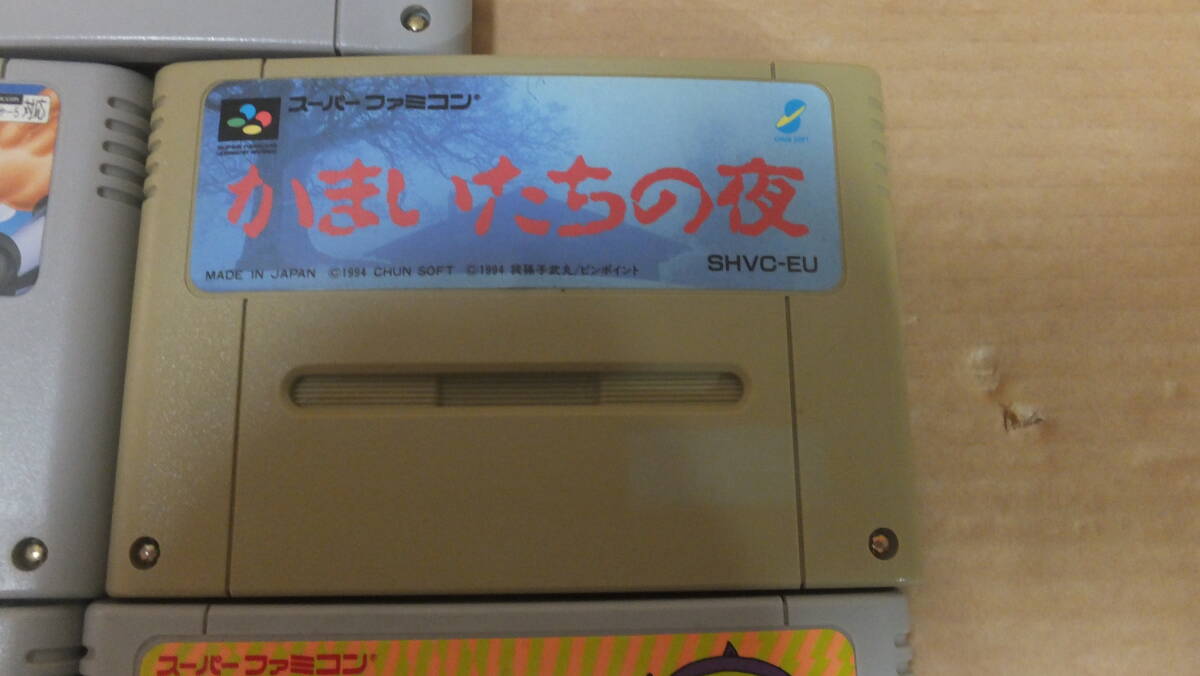 スーパーファミコン
かまいたちの夜
CHUN SOFT
MADE IN JAPAN ©1994 CHUN SOFT ©1994 我孫子武丸/ピンポイント
SHVC-EU
スーパーファミコン